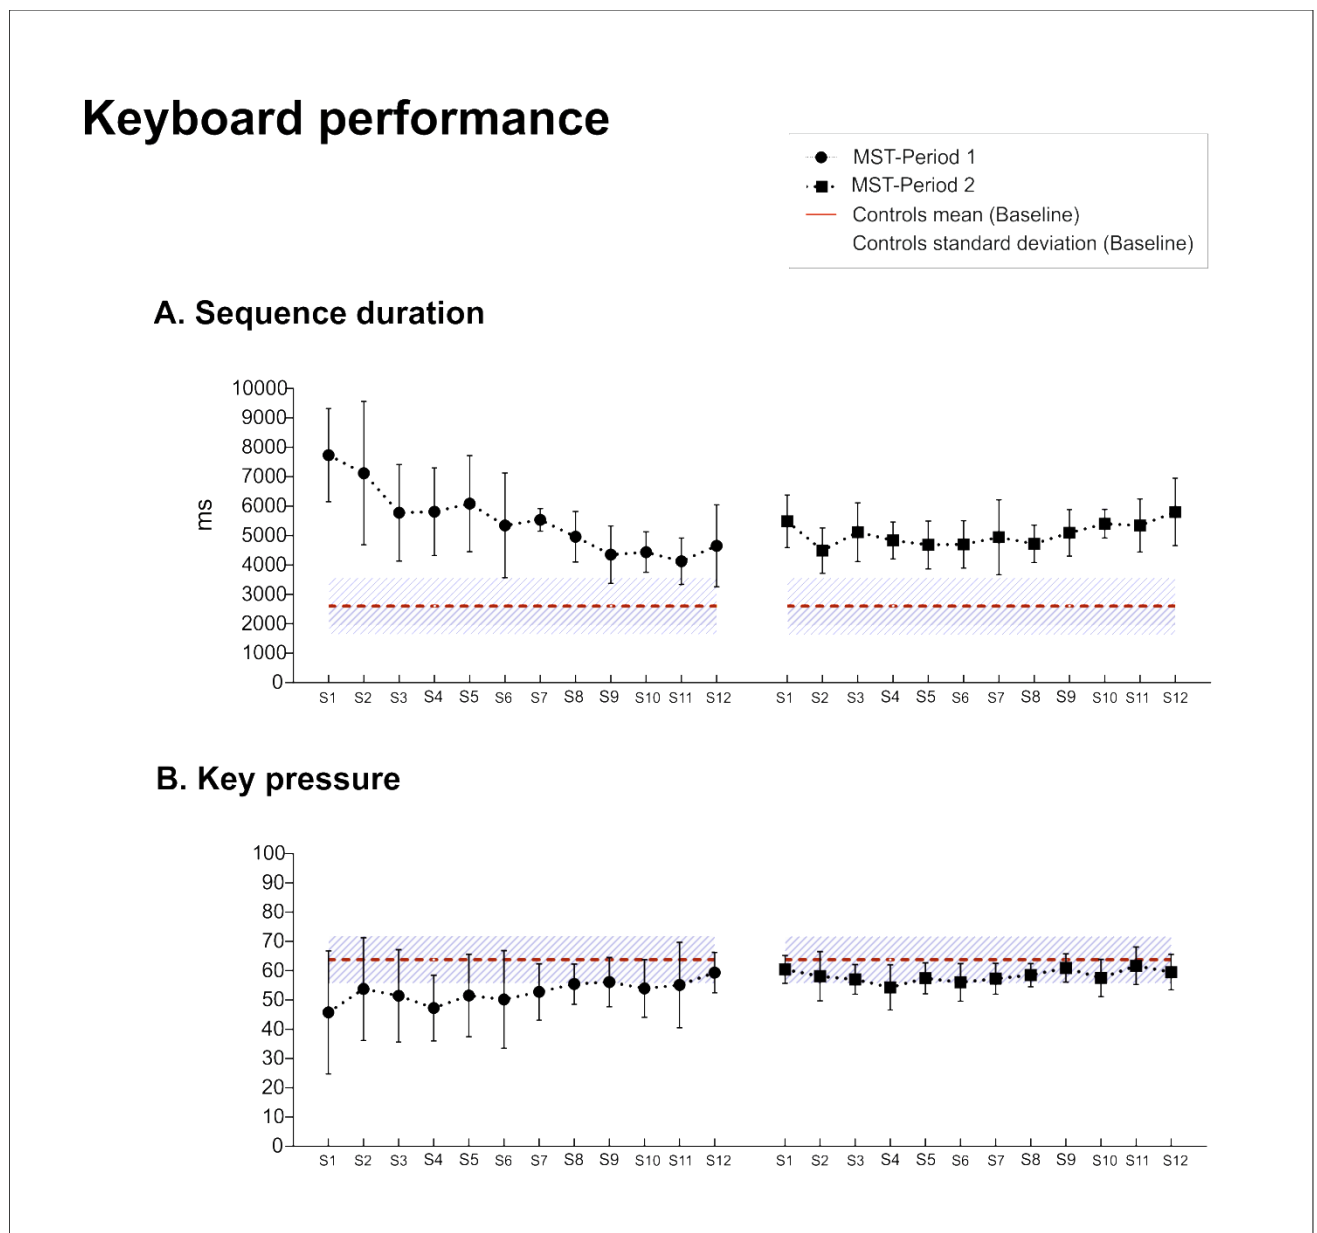 Keyboard performance
MST-Period 1
MST-Period 2
Controls mean (Baseline)
Controls standard deviation (Baseline)
A. Sequence duration
10000
9000
8000
7000
6000
5000
4000
3000
2000
1000
0
ms
S1 S2 S3 S4 S5 S6 S7 S8 S9 S10 S11 S12 S1 S2 S3 S4 S5 S6 S7 S8 S9 S10 S11 S12
B. Key pressure
100
90
80
70
60
50
40
30
20
10
0
S1 S2 S3 S4 S5 S6 S7 S8 S9 S10 S11 S12 S1 S2 S3 S4 S5 S6 S7 S8 S9 S10 S11 S12